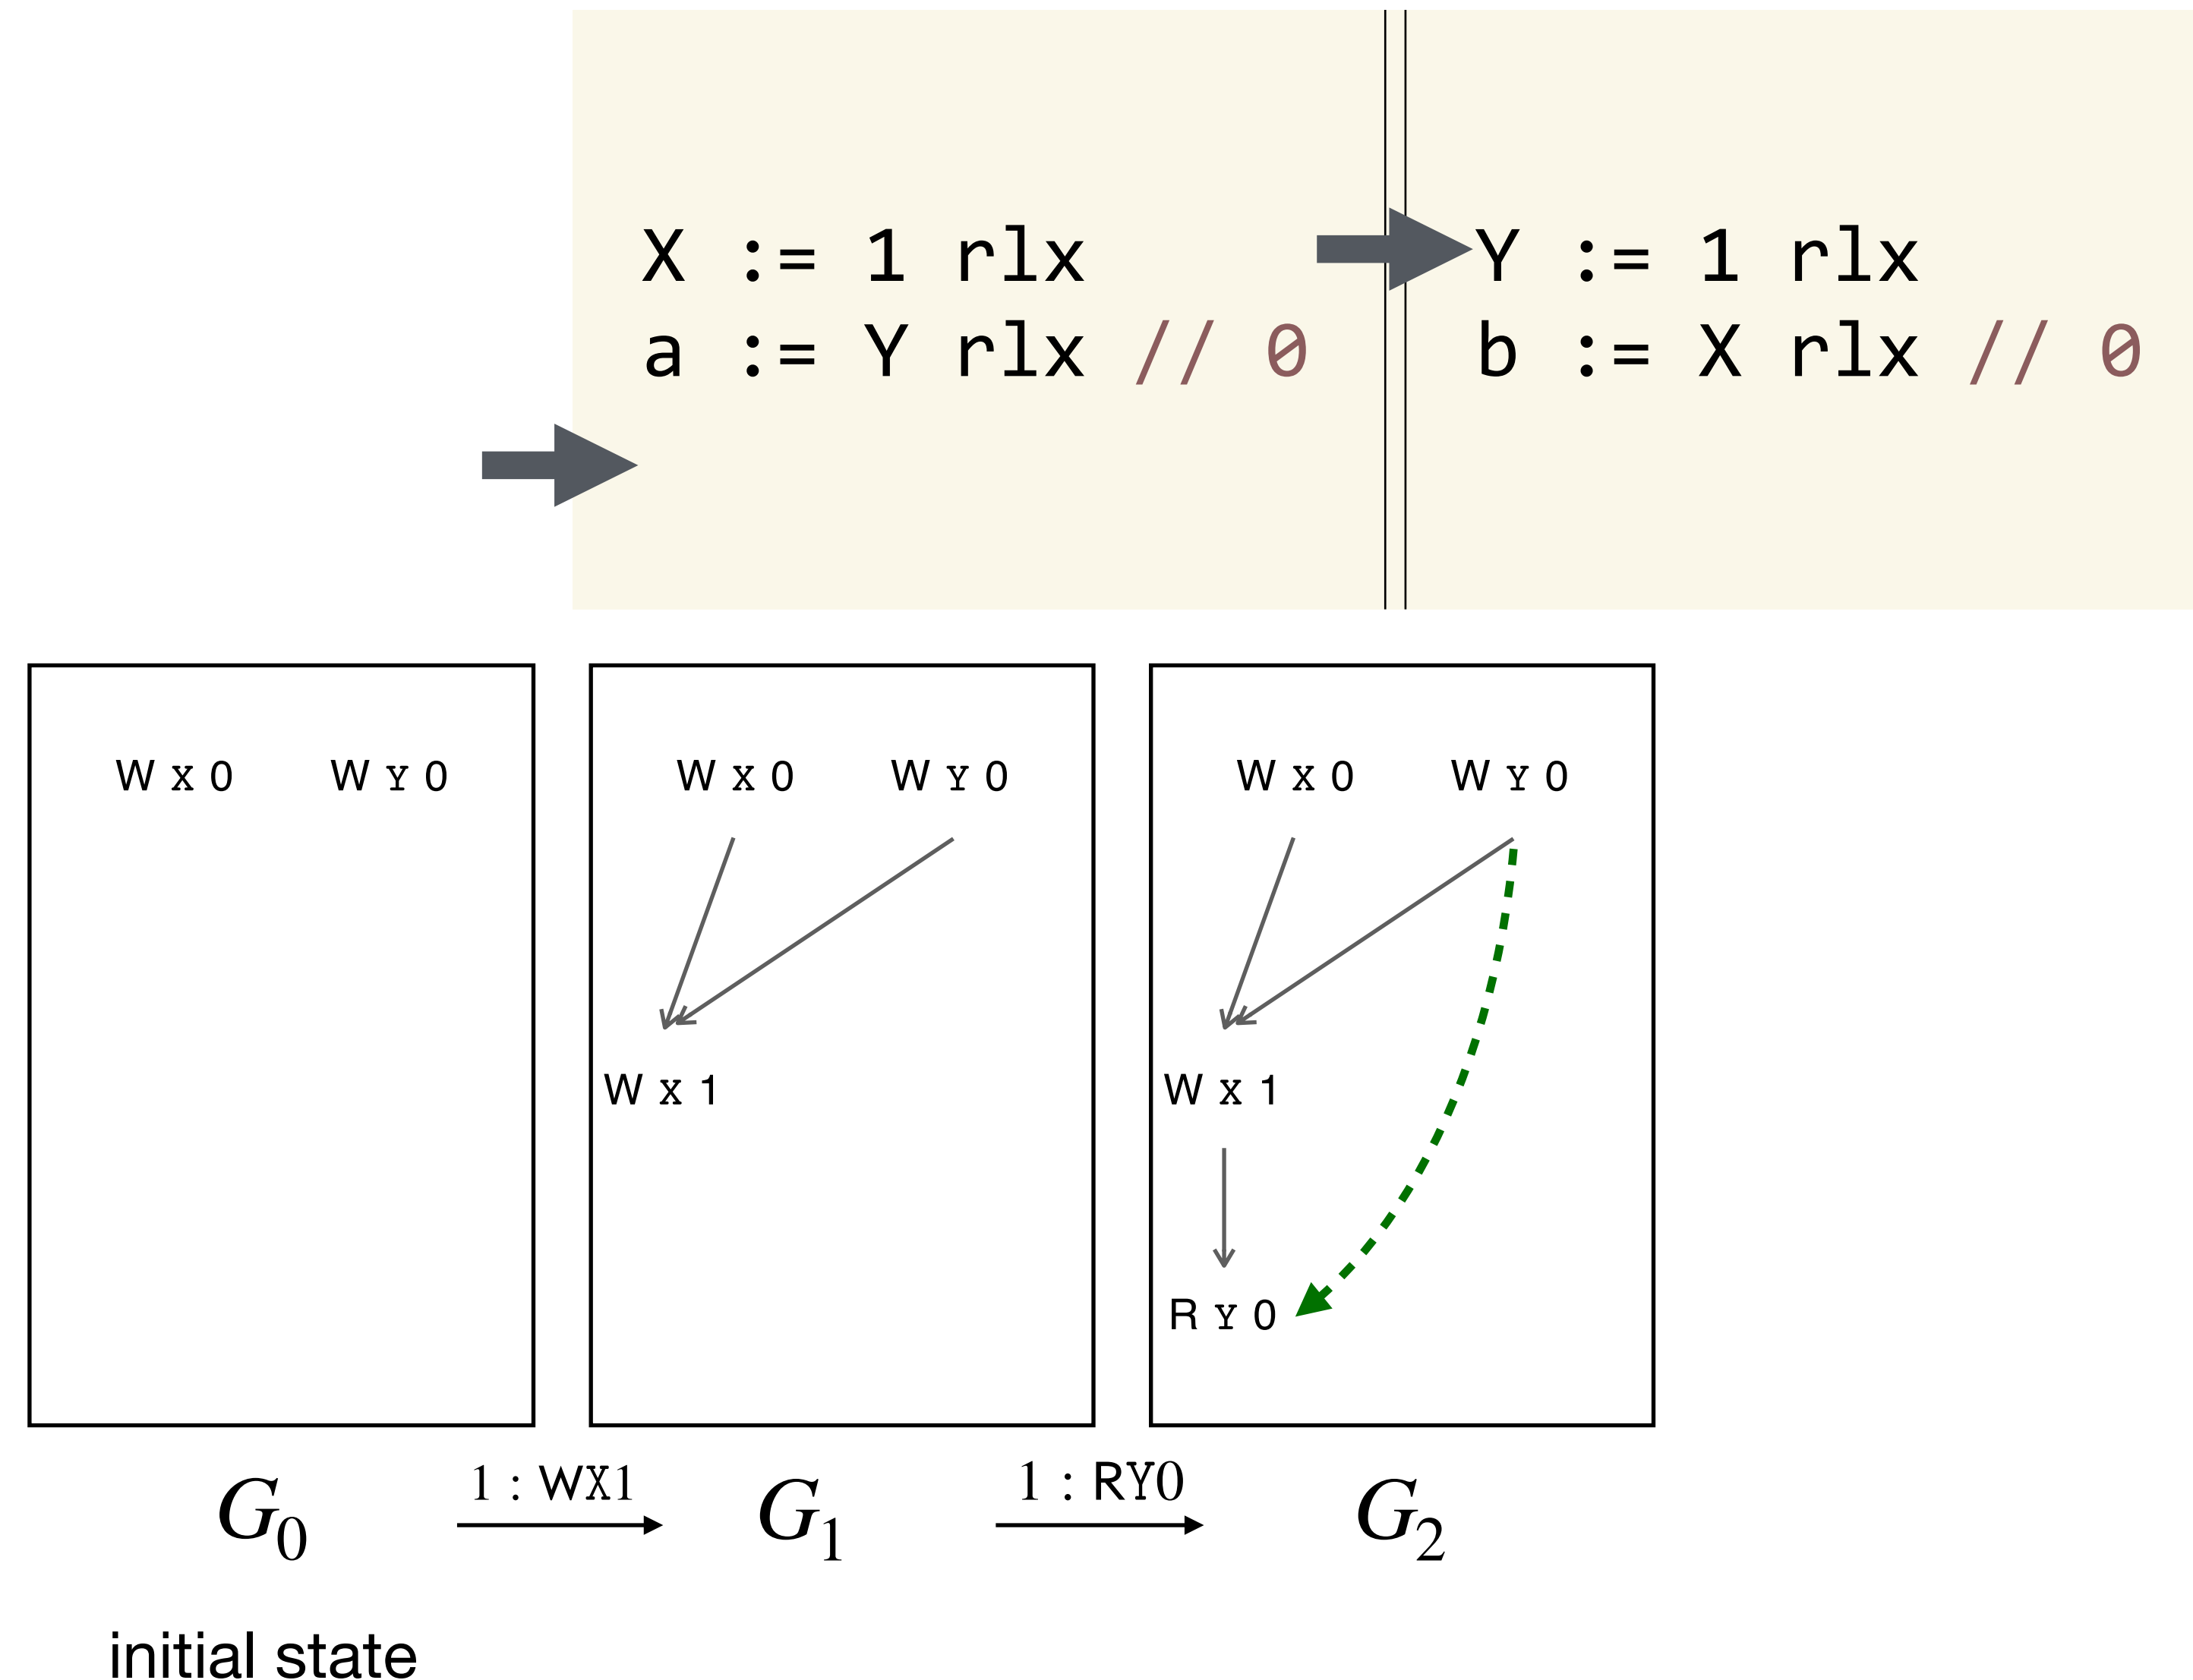 X := 1 rlx
a := Y rlx // 0
Y := 1 rlx
b := X rlx // 0
W X 0 W Y 0
W X 0 W Y 0
W X 1
W X 0 W Y 0
W X 1
R Y 0
G0 1 : WX1 G1 1 : RY0 G2
initial state